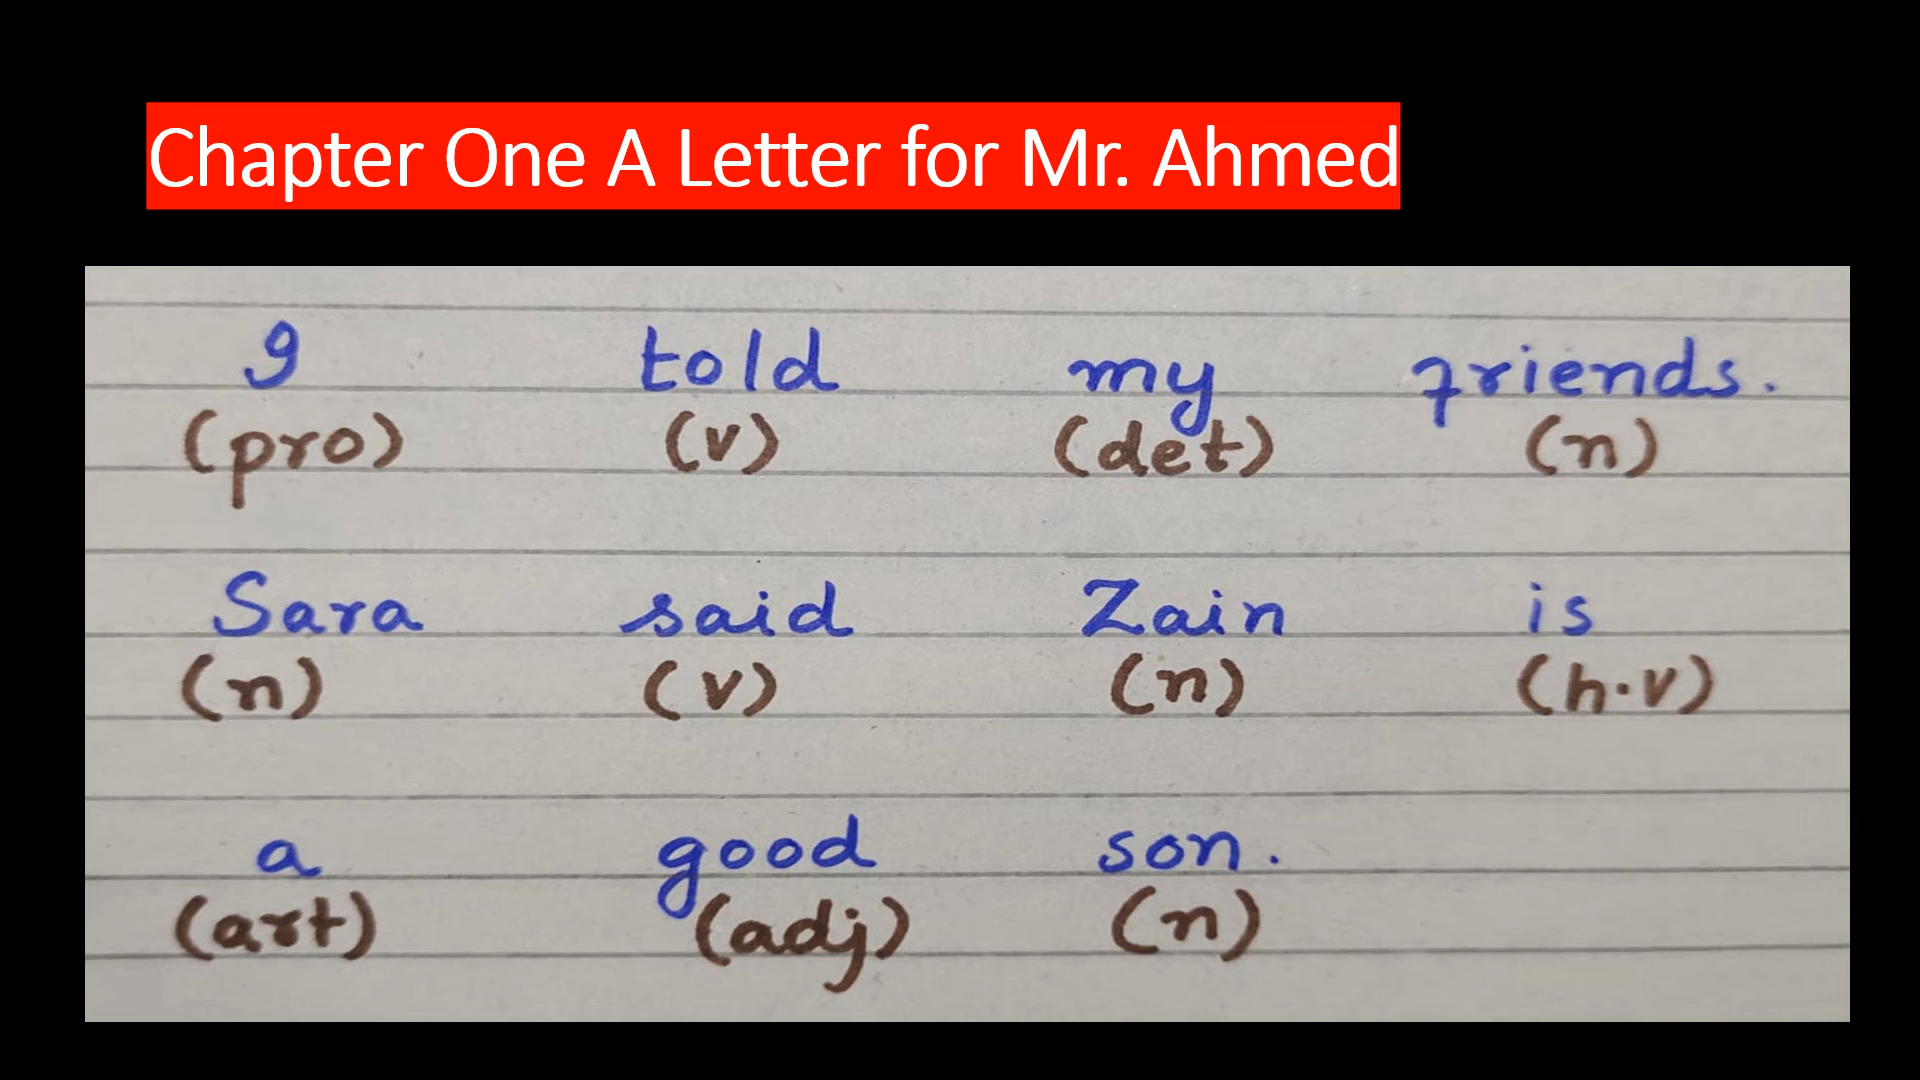 Chapter One A Letter for Mr. Ahmed
I told my friends.
(pro) (v) (det) (n)
Sara said Zain is
(n) (v) (n) (h.v)
a good son.
(art) (adj) (n)